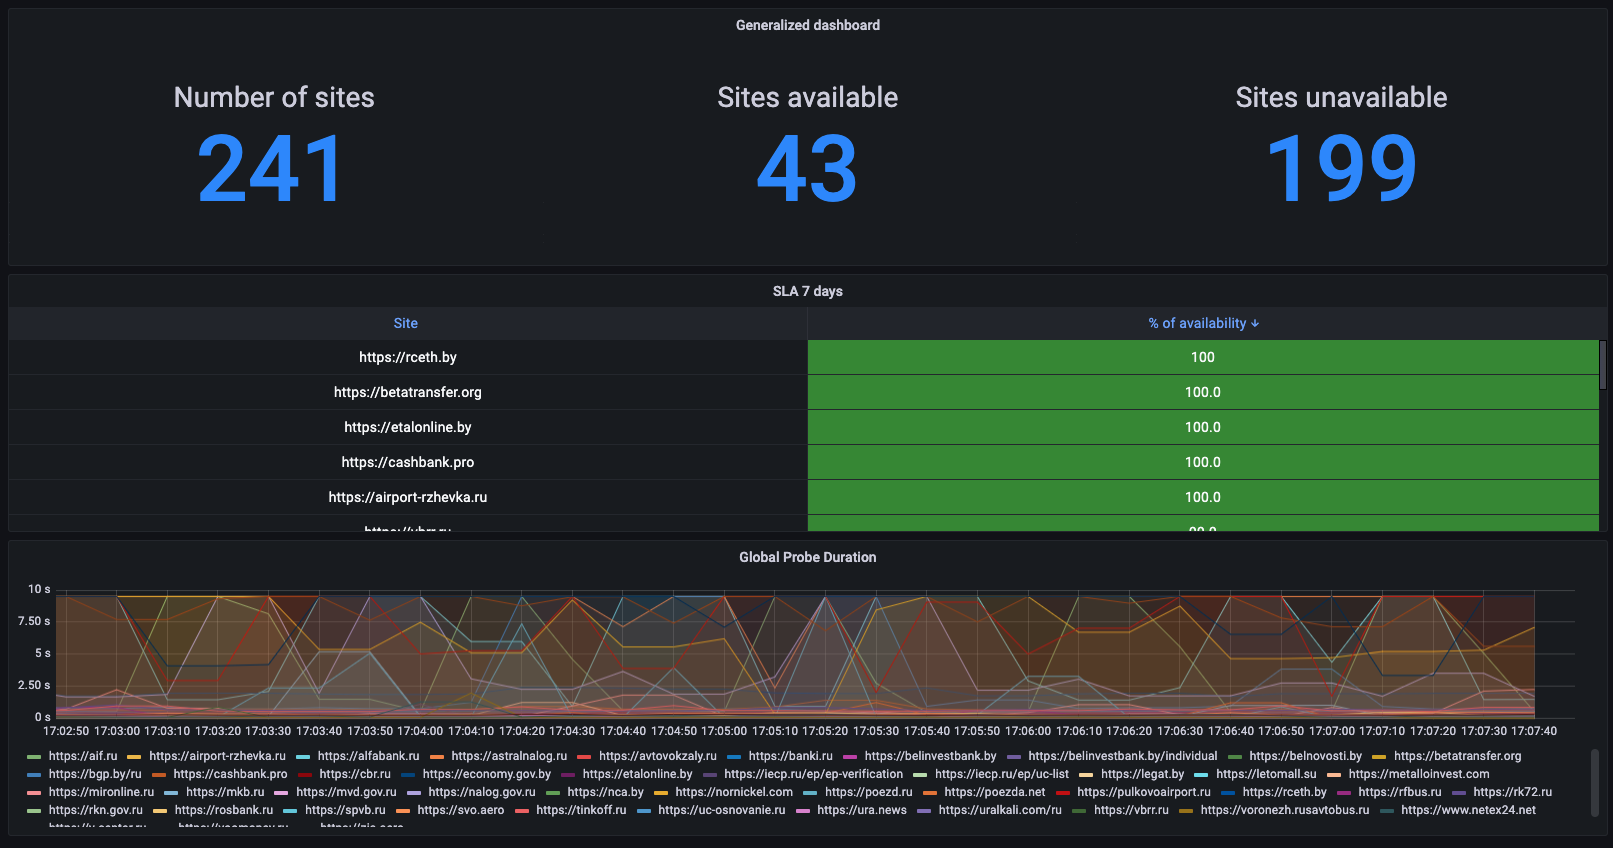 Generalized dashboard
Number of sites Sites available Sites unavailable
241 43 199
SLA 7 days
Site % of availability ↓
https://rceth.by 100
https://betatransfer.org 100.0
https://etalonline.by 100.0
https://cashbank.pro 100.0
https://airport-rzhevka.ru 100.0
https://vbrr.ru 99.9
Global Probe Duration
10 s
7.50 s
5 s
2.50 s
0 s
17:02:50 17:03:00 17:03:10 17:03:20 17:03:30 17:03:40 17:03:50 17:04:00 17:04:10 17:04:20 17:04:30 17:04:40 17:04:50 17:05:00 17:05:10 17:05:20 17:05:30 17:05:40 17:05:50 17:06:00 17:06:10 17:06:20 17:06:30 17:06:40 17:06:50 17:07:00 17:07:10 17:07:20 17:07:30 17:07:40
https://aif.ru https://airport-rzhevka.ru https://alfabank.ru https://astralnalog.ru https://avtovokzaly.ru https://banki.ru https://belinvestbank.by https://belinvestbank.by/individual https://belnovosti.by https://betatransfer.org
https://bgp.by/ru https://cashbank.pro https://cbr.ru https://economy.gov.by https://etalonline.by https://iecp.ru/ep/ep-verification https://iecp.ru/ep/uc-list https://legat.by https://letomall.su https://metalloinvest.com
https://mironline.ru https://mkb.ru https://mvd.gov.ru https://nalog.gov.ru https://nca.by https://nornickel.com https://poezd.ru https://poezda.net https://pulkovoairport.ru https://rceth.by https://rfbus.ru https://rk72.ru
https://rkn.gov.ru https://rosbank.ru https://spvb.ru https://svo.aero https://tinkoff.ru https://uc-osnovanie.ru https://ura.news https://uralkali.com/ru https://vbrr.ru https://voronezh.rusavtobus.ru https://www.netex24.net